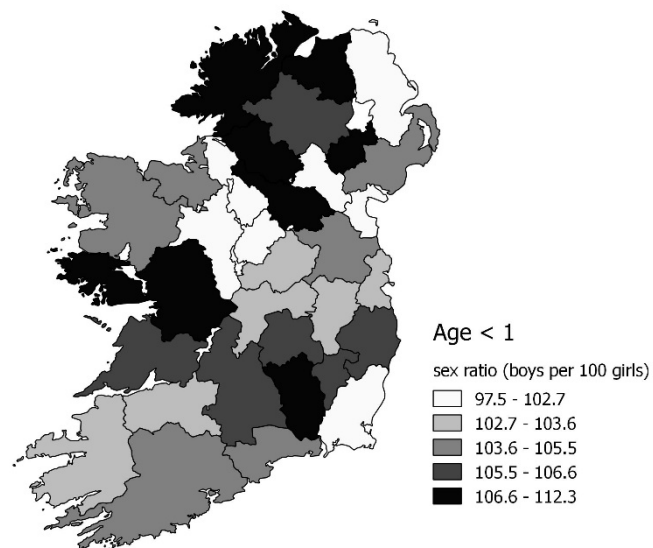 Age < 1
sex ratio (boys per 100 girls)
97.5 - 102.7
102.7 - 103.6
103.6 - 105.5
105.5 - 106.6
106.6 - 112.3